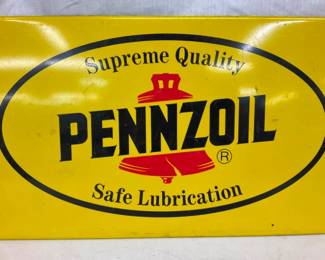 Supreme Quality
PENNZOIL
®
Safe Lubrication